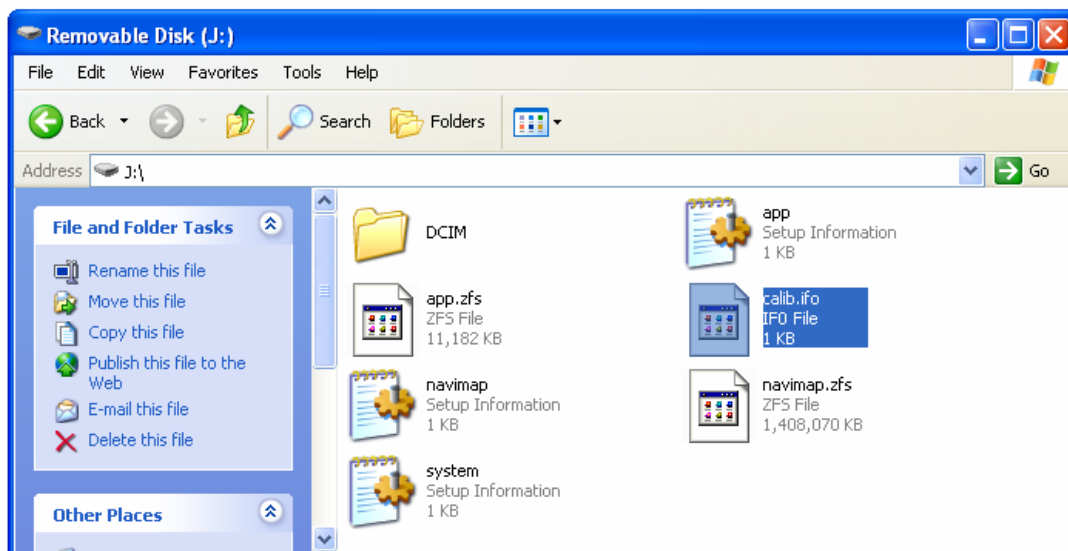 Removable Disk (J:)
File Edit View Favorites Tools Help
Back Search Folders
Address J:\ Go
File and Folder Tasks
Rename this file
Move this file
Copy this file
Publish this file to the
Web
E-mail this file
Delete this file
Other Places
DCIM
app
Setup Information
1 KB
app.zfs
ZFS File
11,182 KB
calib.ifo
IFO File
1 KB
navimap
Setup Information
1 KB
navimap.zfs
ZFS File
1,408,070 KB
system
Setup Information
1 KB